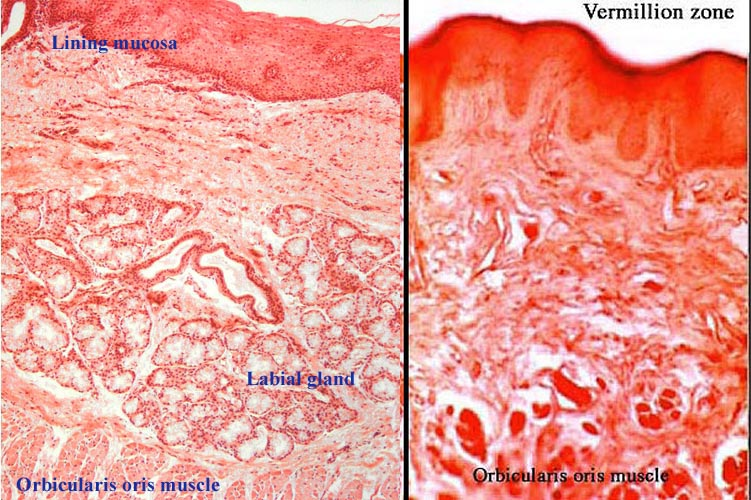 Lining mucosa
Labial gland
Orbicularis oris muscle
Vermillion zone
Orbicularis oris muscle